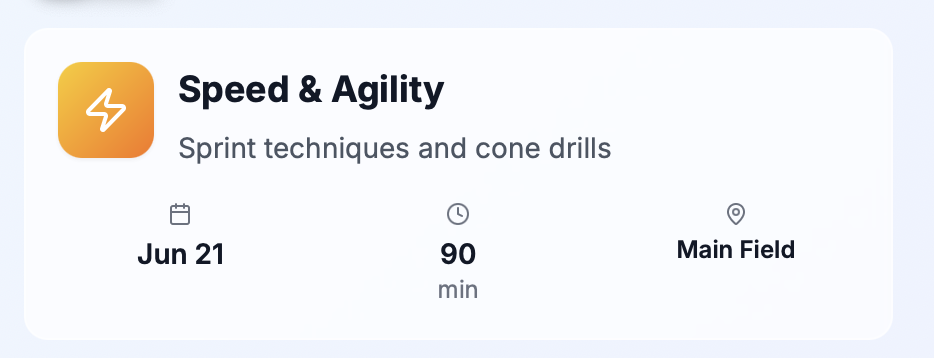 Speed & Agility
Sprint techniques and cone drills
Jun 21
90
min
Main Field